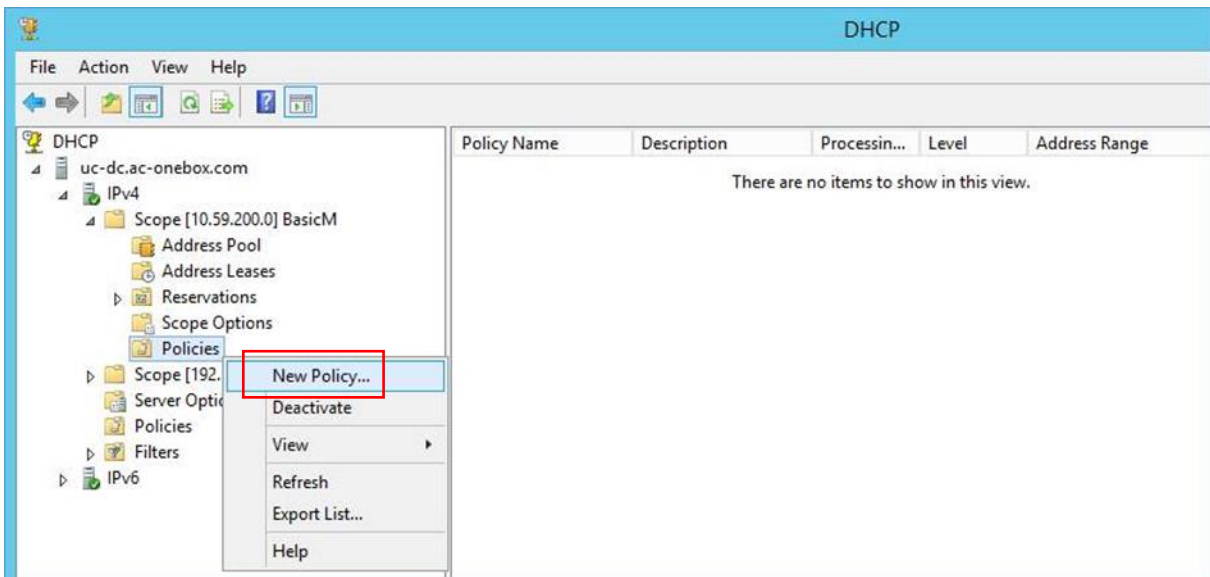 DHCP
File Action View Help
DHCP
uc-dc.ac-onebox.com
IPv4
Scope [10.59.200.0] BasicM
Address Pool
Address Leases
Reservations
Scope Options
Policies
Scope [192.
Server Optic
Policies
Filters
IPv6
New Policy...
Deactivate
View
Refresh
Export List...
Help
Policy Name Description Processin... Level Address Range
There are no items to show in this view.